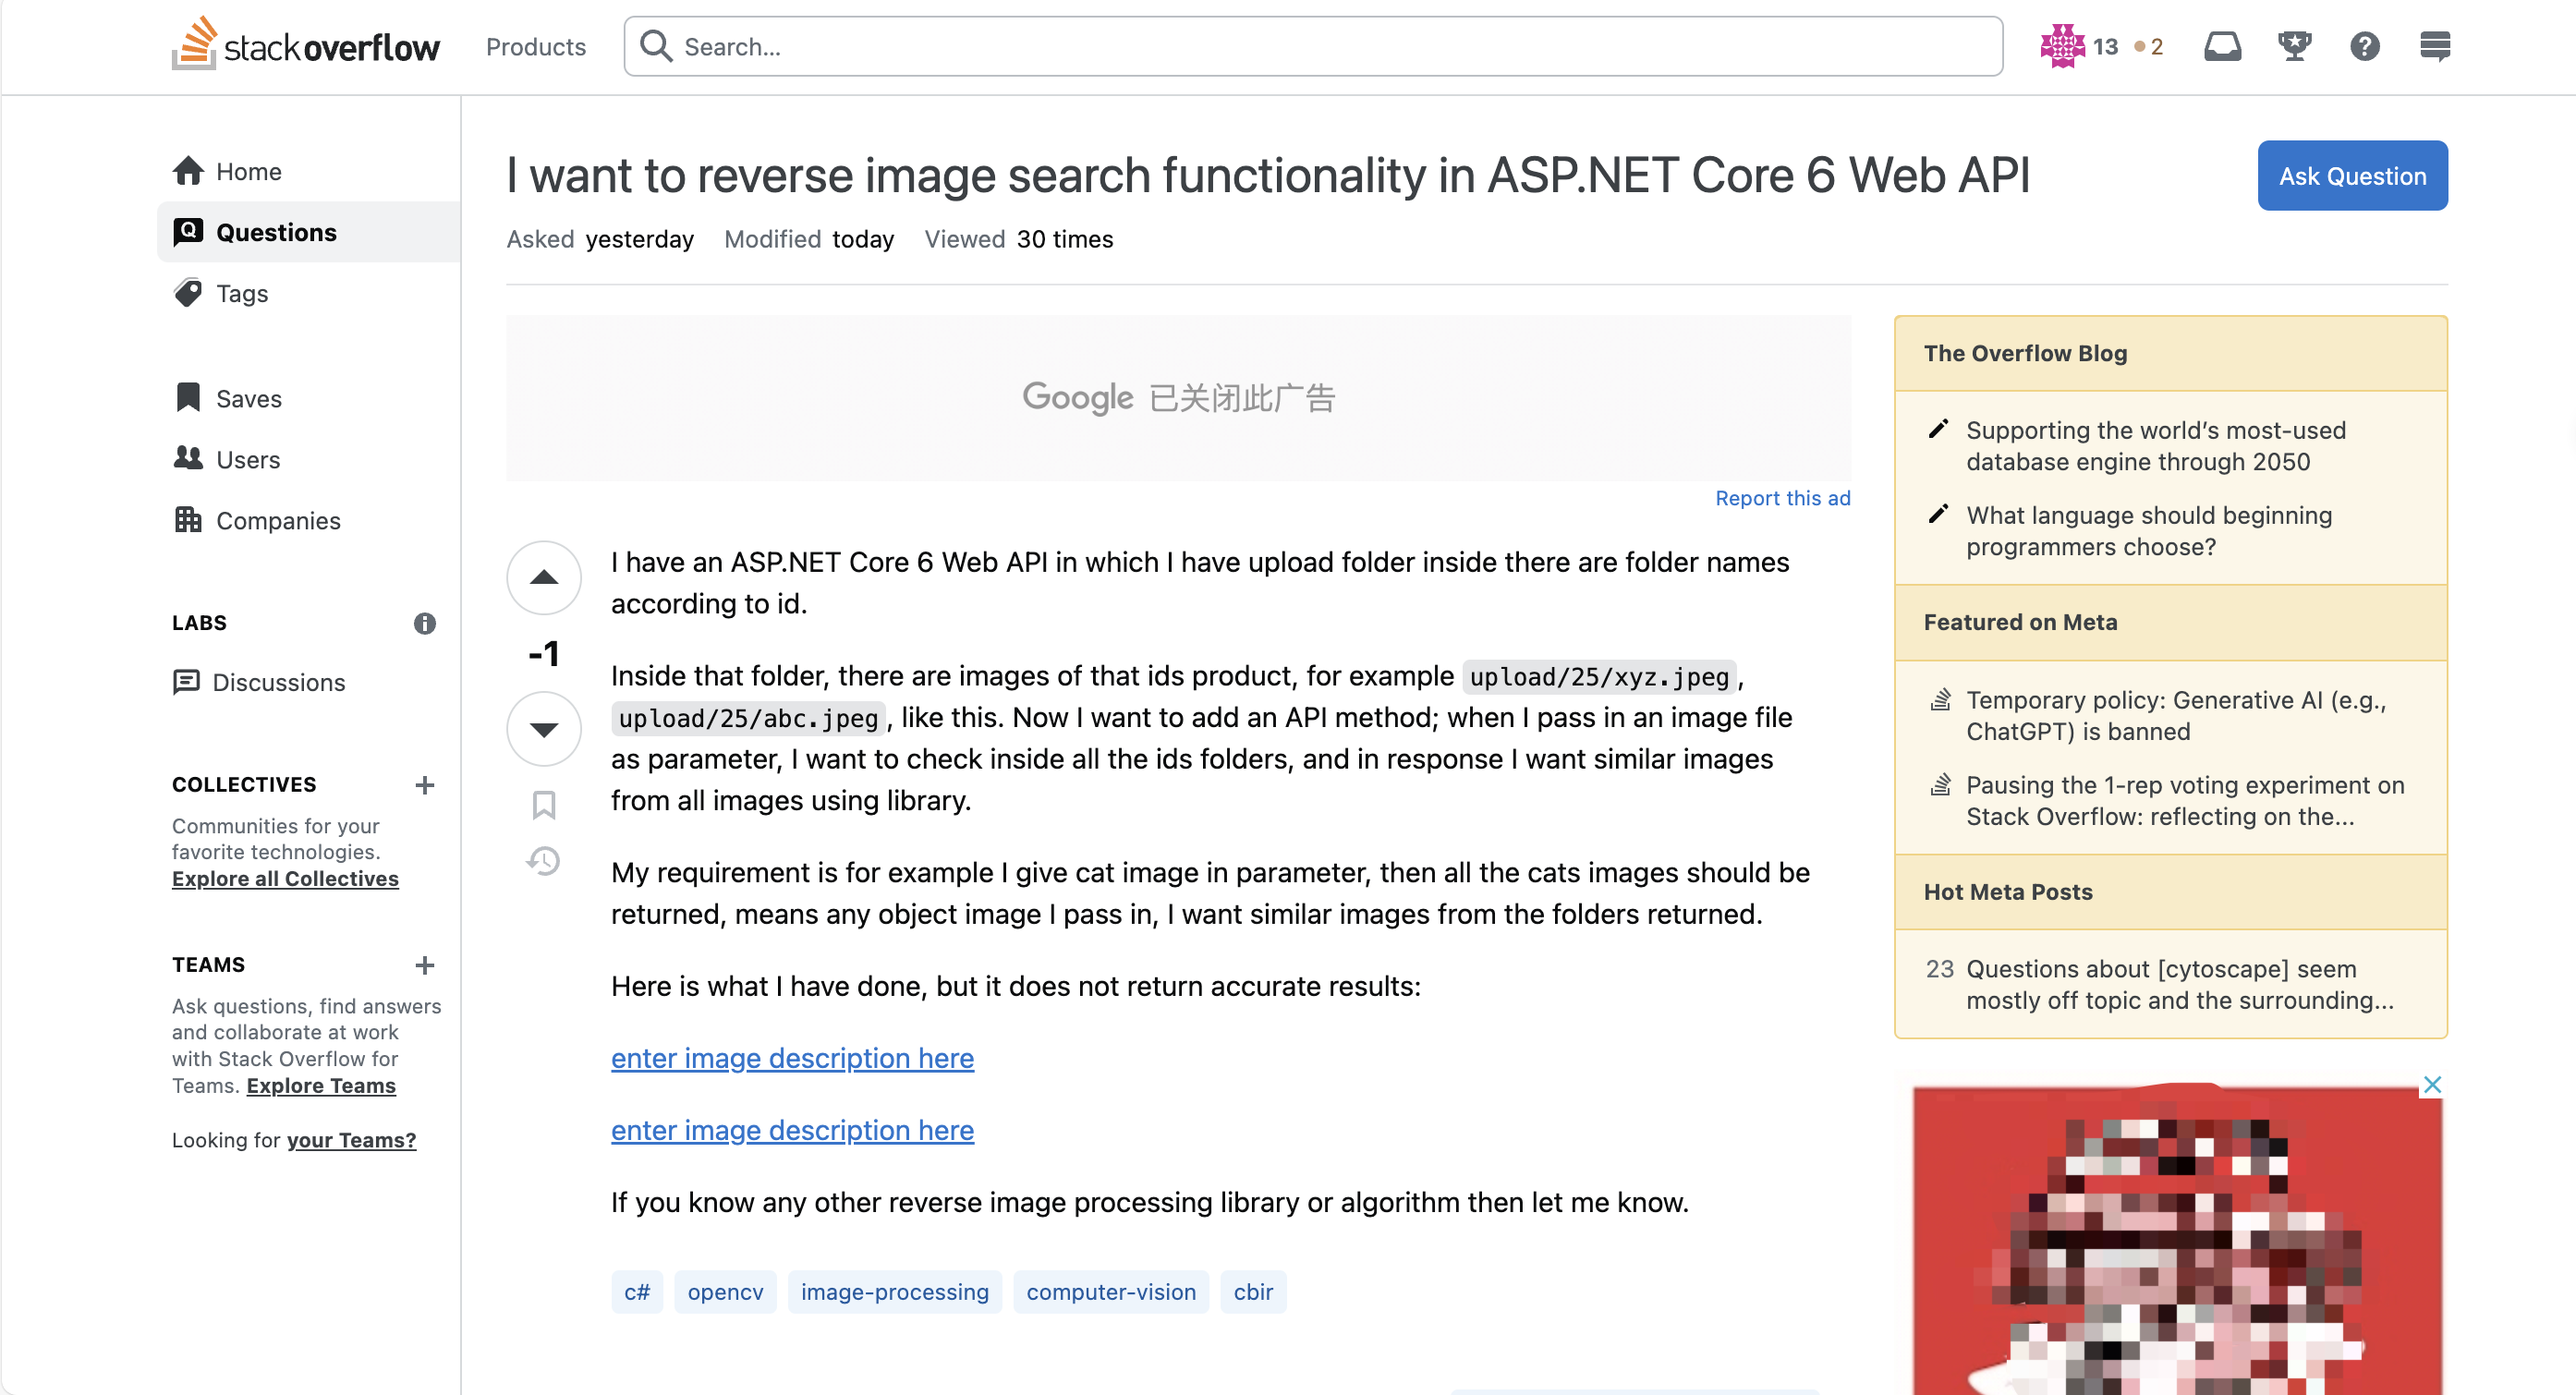 stackoverflow
Products
Search...
13
2
Home
Questions
Tags
Saves
Users
Companies
LABS
Discussions
COLLECTIVES
Communities for your
favorite technologies.
Explore all Collectives
TEAMS
Ask questions, find answers
and collaborate at work
with Stack Overflow for
Teams. Explore Teams
Looking for your Teams?
I want to reverse image search functionality in ASP.NET Core 6 Web API
Ask Question
Asked yesterday Modified today Viewed 30 times
Google 已关闭此广告
Report this ad
-1
I have an ASP.NET Core 6 Web API in which I have upload folder inside there are folder names
according to id.
Inside that folder, there are images of that ids product, for example upload/25/xyz.jpeg,
upload/25/abc.jpeg, like this. Now I want to add an API method; when I pass in an image file
as parameter, I want to check inside all the ids folders, and in response I want similar images
from all images using library.
My requirement is for example I give cat image in parameter, then all the cats images should be
returned, means any object image I pass in, I want similar images from the folders returned.
Here is what I have done, but it does not return accurate results:
enter image description here
enter image description here
If you know any other reverse image processing library or algorithm then let me know.
c# opencv image-processing computer-vision cbir
The Overflow Blog
Supporting the world’s most-used
database engine through 2050
What language should beginning
programmers choose?
Featured on Meta
Temporary policy: Generative AI (e.g.,
ChatGPT) is banned
Pausing the 1-rep voting experiment on
Stack Overflow: reflecting on the...
Hot Meta Posts
23 Questions about [cytoscape] seem
mostly off topic and the surrounding...